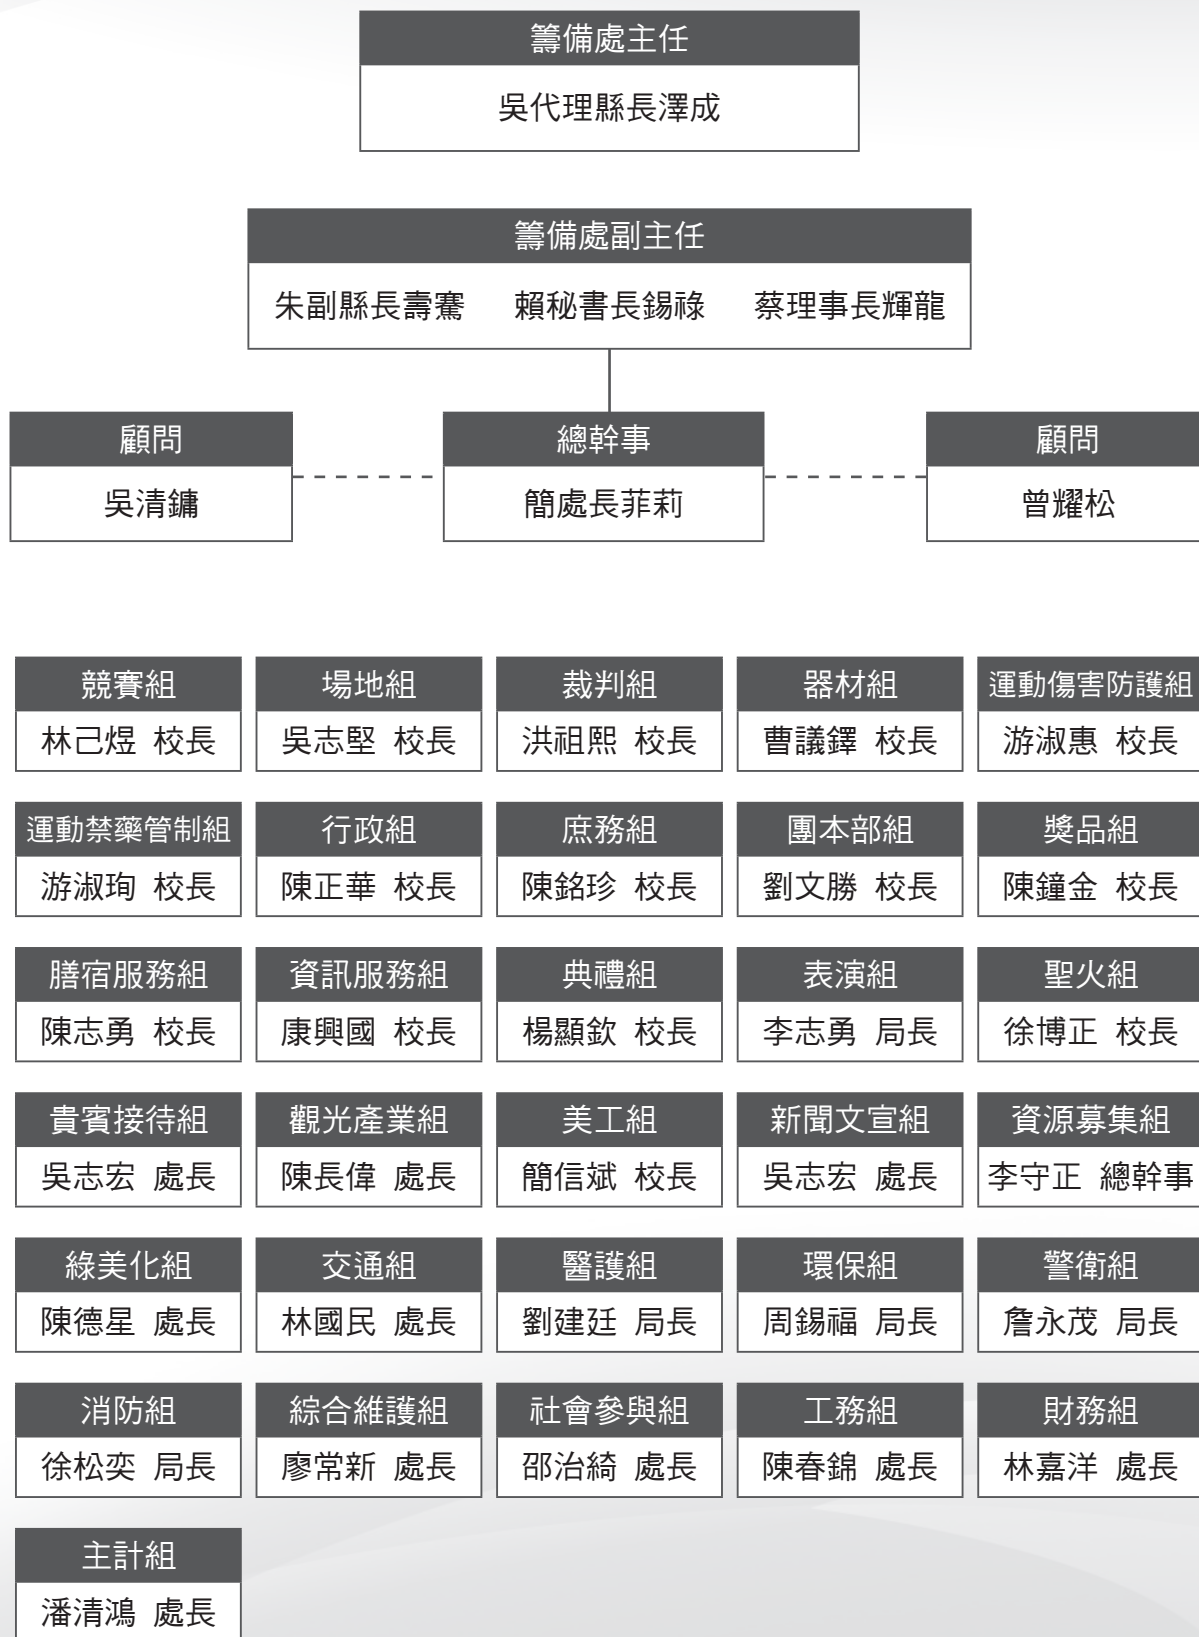 籌備處主任
吳代理縣長澤成
籌備處副主任
朱副縣長壽騫 賴秘書長錫祿 蔡理事長輝龍
顧問 總幹事 顧問
吳清鏞 簡處長菲莉 曾耀松
競賽組 場地組 裁判組 器材組 運動傷害防護組
林己煜 校長 吳志堅 校長 洪祖熙 校長 曹議鐸 校長 游淑惠 校長
運動禁藥管制組 行政組 庶務組 團本部組 獎品組
游淑珣 校長 陳正華 校長 陳銘珍 校長 劉文勝 校長 陳鐘金 校長
膳宿服務組 資訊服務組 典禮組 表演組 聖火組
陳志勇 校長 康興國 校長 楊顯欽 校長 李志勇 局長 徐博正 校長
貴賓接待組 觀光產業組 美工組 新聞文宣組 資源募集組
吳志宏 處長 陳長偉 處長 簡信斌 校長 吳志宏 處長 李守正 總幹事
綠美化組 交通組 醫護組 環保組 警衛組
陳德星 處長 林國民 處長 劉建廷 局長 周錫福 局長 詹永茂 局長
消防組 綜合維護組 社會參與組 工務組 財務組
徐松奕 局長 廖常新 處長 邵治綺 處長 陳春錦 處長 林嘉洋 處長
主計組
潘清鴻 處長